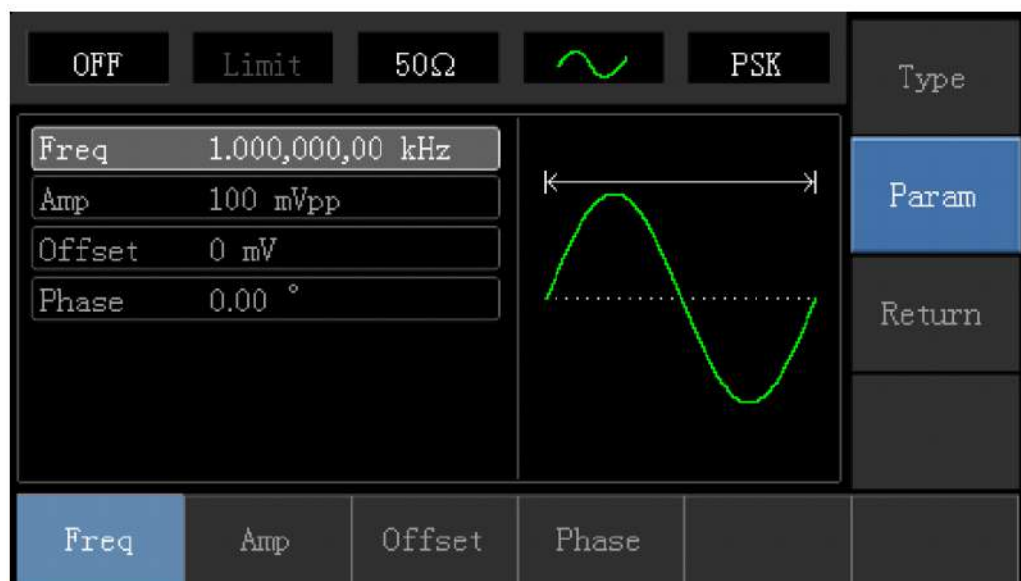 OFF Limit 50Ω PSK
Type
Freq 1.000,000,00 kHz
Amp 100 mVpp
Offset 0 mV
Phase 0.00 °
Param
Return
Freq Amp Offset Phase